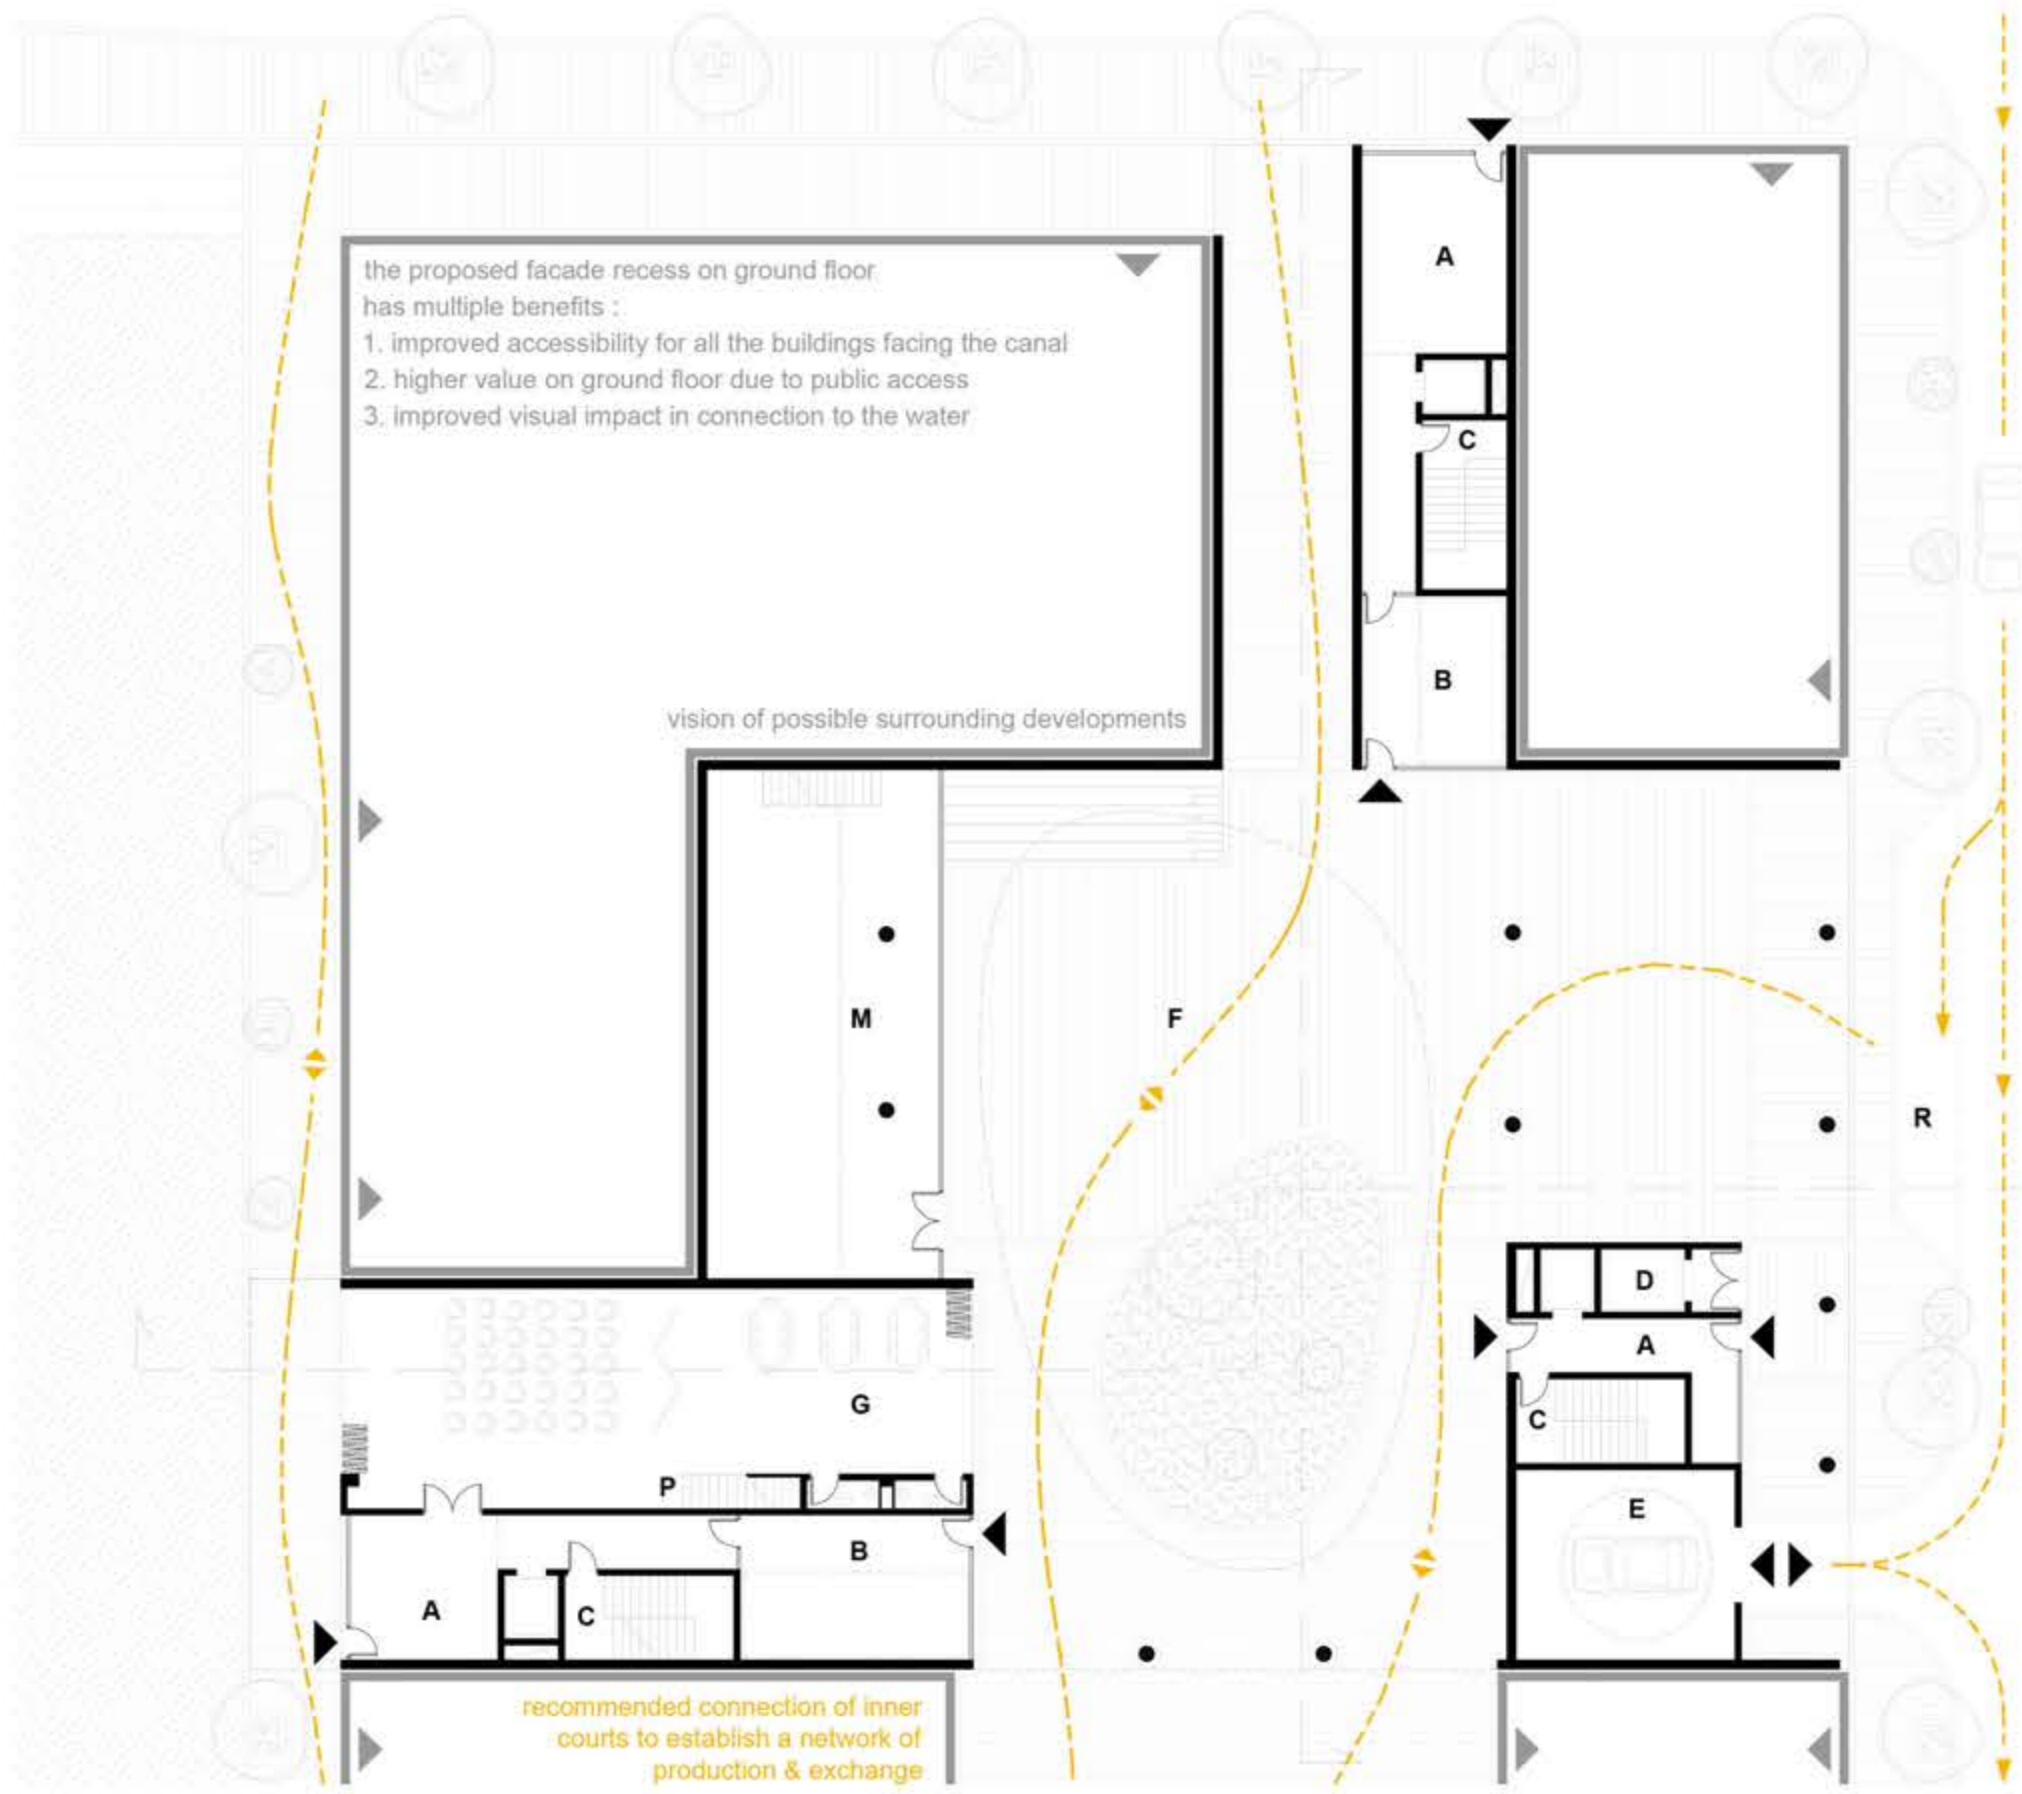 the proposed facade recess on ground floor
has multiple benefits :
1. improved accessibility for all the buildings facing the canal
2. higher value on ground floor due to public access
3. improved visual impact in connection to the water
A
C
B
vision of possible surrounding developments
M
F
R
D
A
G
C
P
E
B
A
C
recommended connection of inner
courts to establish a network of
production & exchange